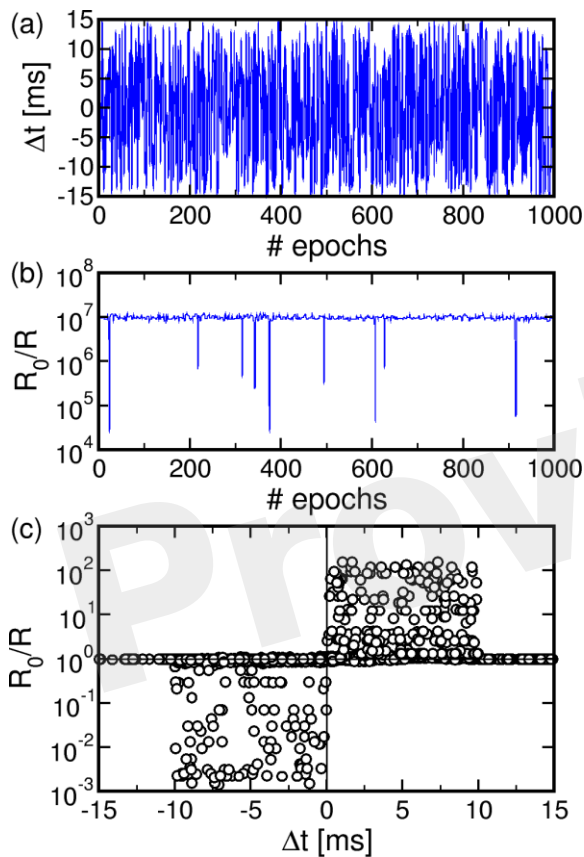 (a)
15
10
5
0
-5
-10
-15
Δt [ms]
0 200 400 600 800 1000
# epochs
(b)
10^8
10^7
10^6
10^5
10^4
R_0/R
0 200 400 600 800 1000
# epochs
(c)
10^3
10^2
10^1
10^0
10^-1
10^-2
10^-3
R_0/R
-15 -10 -5 0 5 10 15
Δt [ms]
Prov